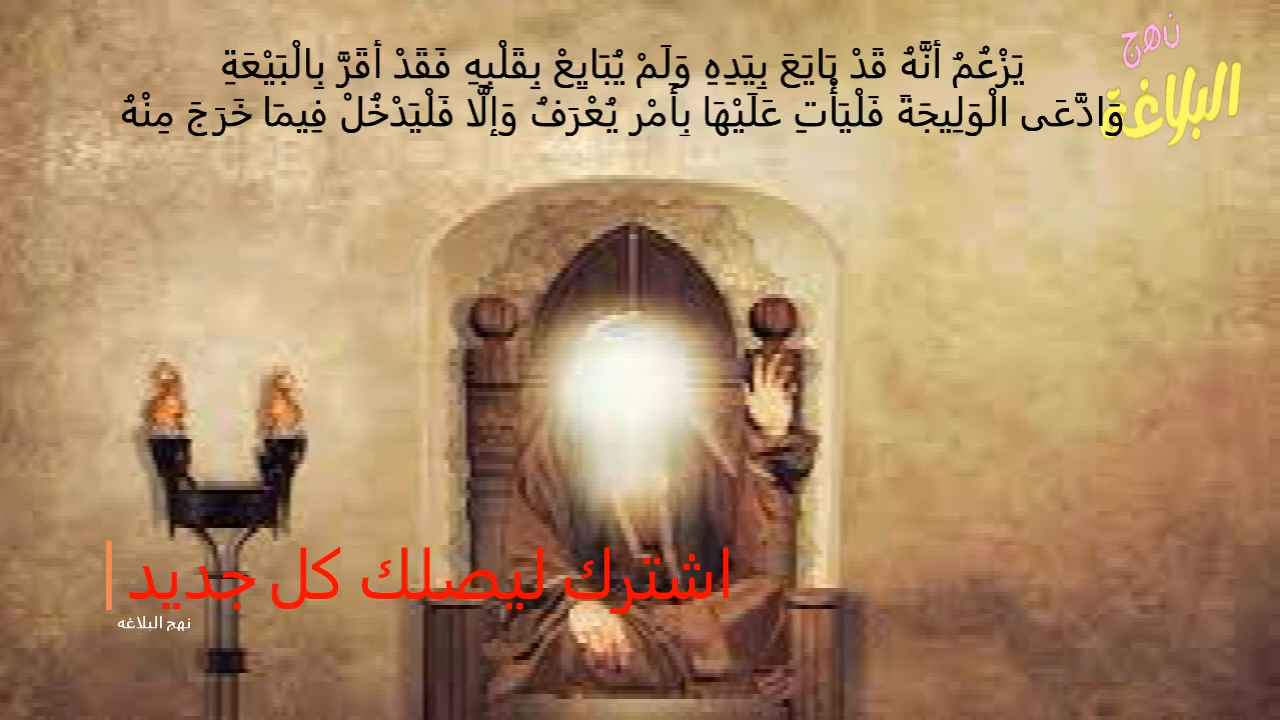 يَزْعُمُ أَنَّهُ قَدْ بَايَعَ بِيَدِهِ وَلَمْ يُبَايِعْ بِقَلْبِهِ فَقَدْ أَقَرَّ بِالْبَيْعَةِ
وَادَّعَى الْوَلِيجَةَ فَلْيَأْتِ عَلَيْهَا بِأَمْرٍ يُعْرَفُ وَإِلَّا فَلْيَدْخُلْ فِيمَا خَرَجَ مِنْهُ
نهج
البلاغة
اشترك ليصلك كل جديد
نهج البلاغه